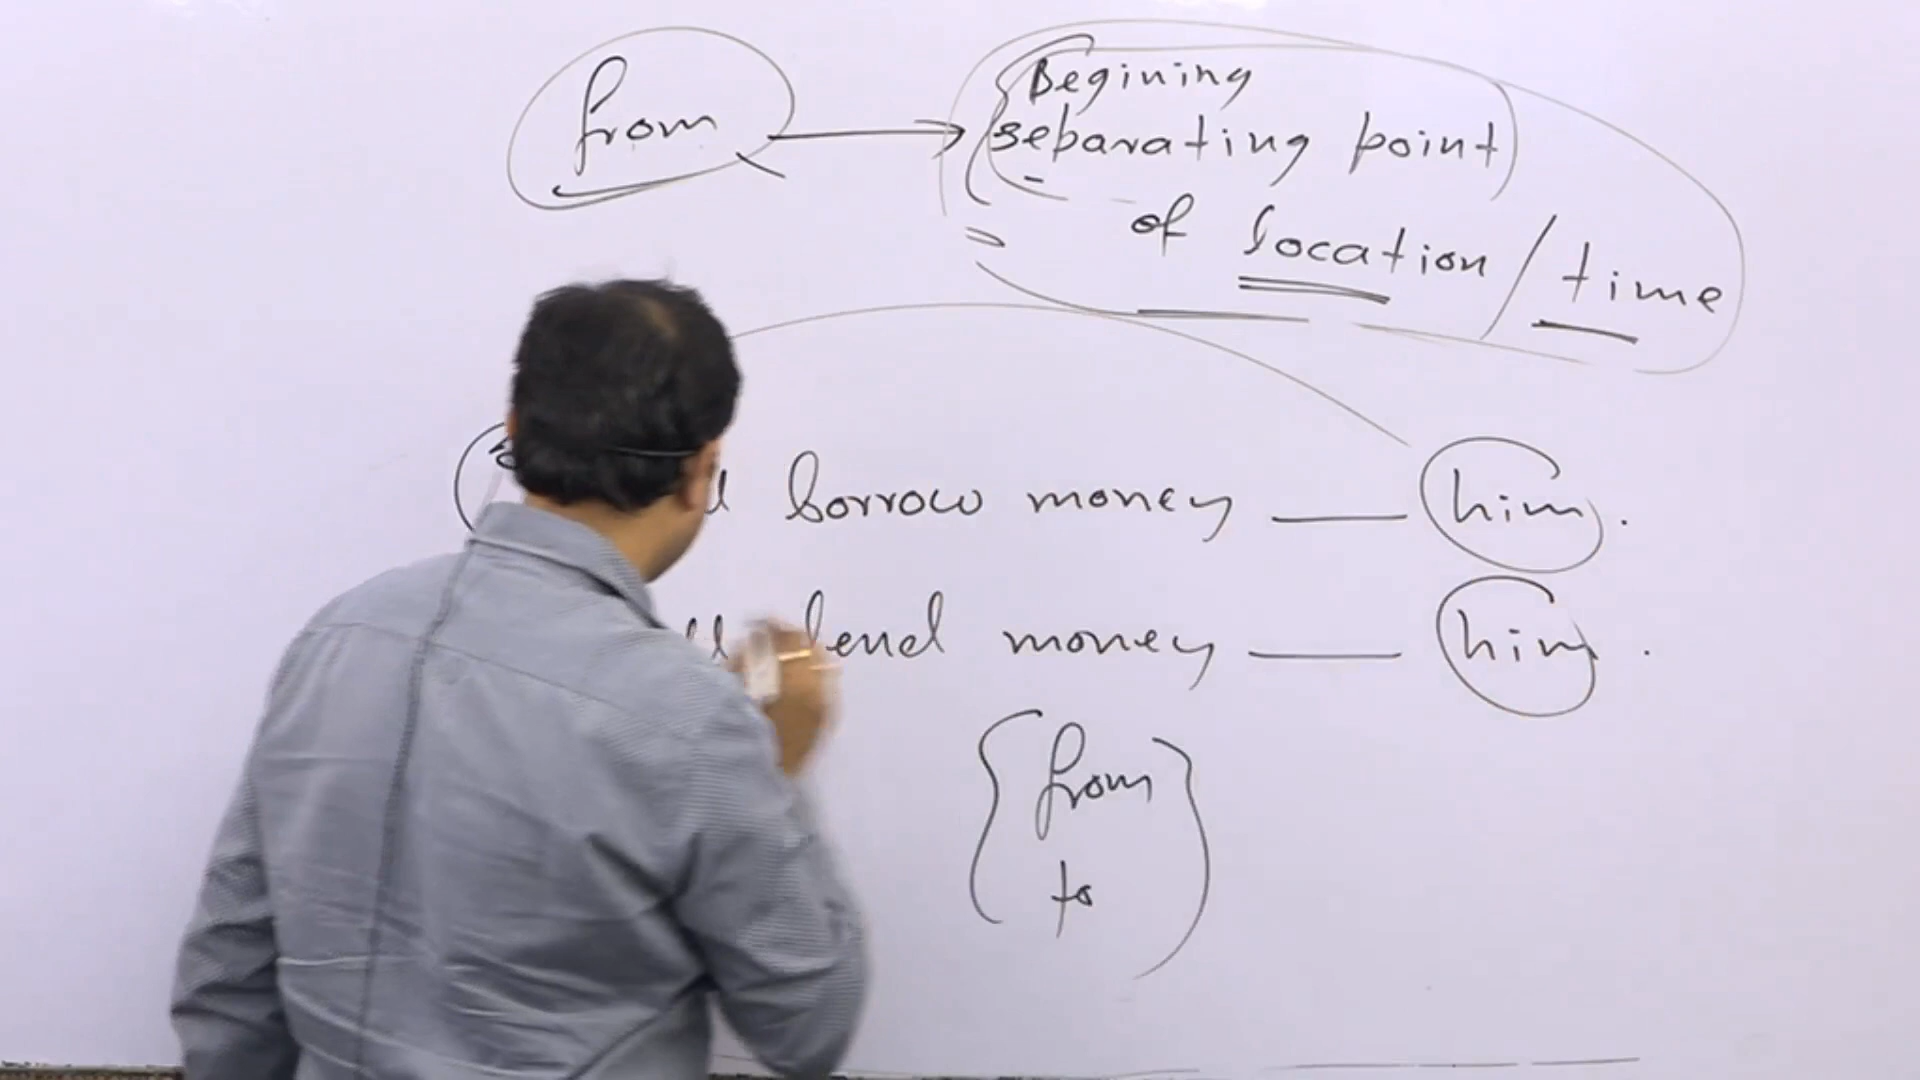 from
Begining
separating point
of location / time
borrow money ___ him.
lend money ___ him.
from
to